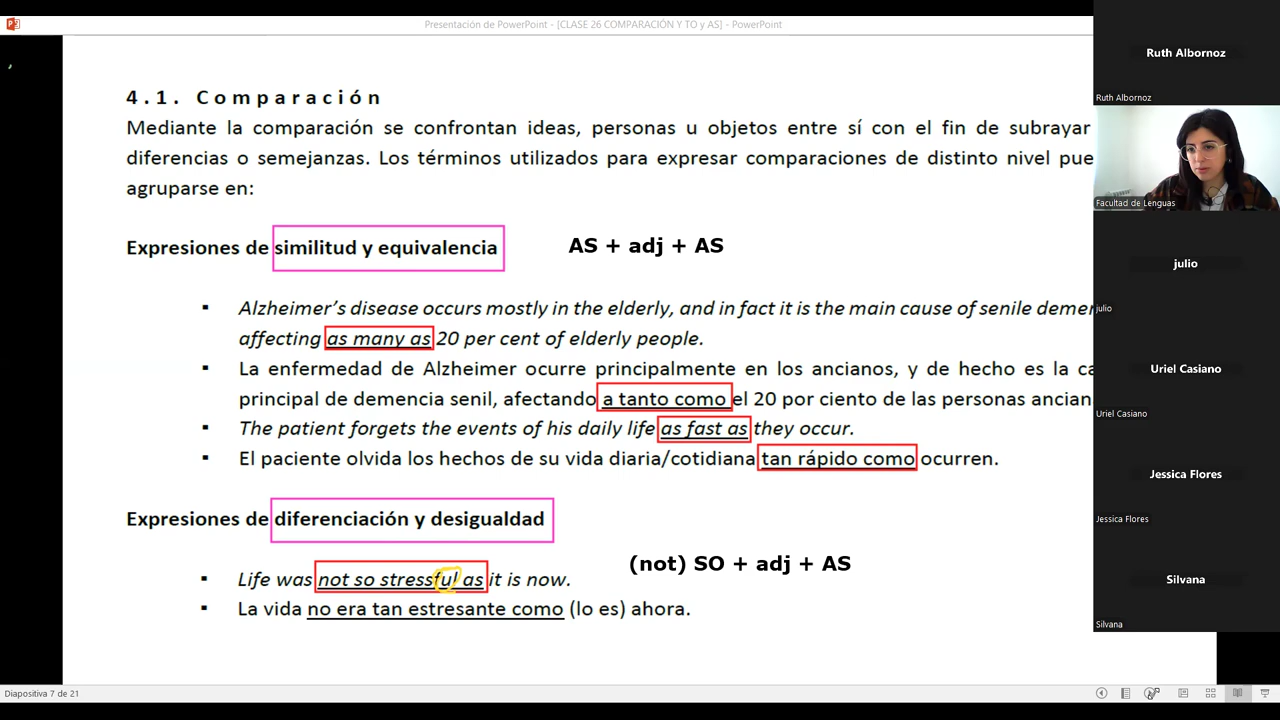 Presentación de PowerPoint - [CLASE 26 COMPARACIÓN Y TO y AS] - PowerPoint
4.1. Comparación
Mediante la comparación se confrontan ideas, personas u objetos entre sí con el fin de subrayar
diferencias o semejanzas. Los términos utilizados para expresar comparaciones de distinto nivel pue
agruparse en:
Expresiones de similitud y equivalencia
AS + adj + AS
▪ Alzheimer's disease occurs mostly in the elderly, and in fact it is the main cause of senile demen
affecting as many as 20 per cent of elderly people.
▪ La enfermedad de Alzheimer ocurre principalmente en los ancianos, y de hecho es la ca
principal de demencia senil, afectando a tanto como el 20 por ciento de las personas ancian
▪ The patient forgets the events of his daily life as fast as they occur.
▪ El paciente olvida los hechos de su vida diaria/cotidiana tan rápido como ocurren.
Expresiones de diferenciación y desigualdad
(not) SO + adj + AS
▪ Life was not so stressful as it is now.
▪ La vida no era tan estresante como (lo es) ahora.
Diapositiva 7 de 21
Ruth Albornoz
Ruth Albornoz
Facultad de Lenguas
julio
julio
Uriel Casiano
Uriel Casiano
Jessica Flores
Jessica Flores
Silvana
Silvana